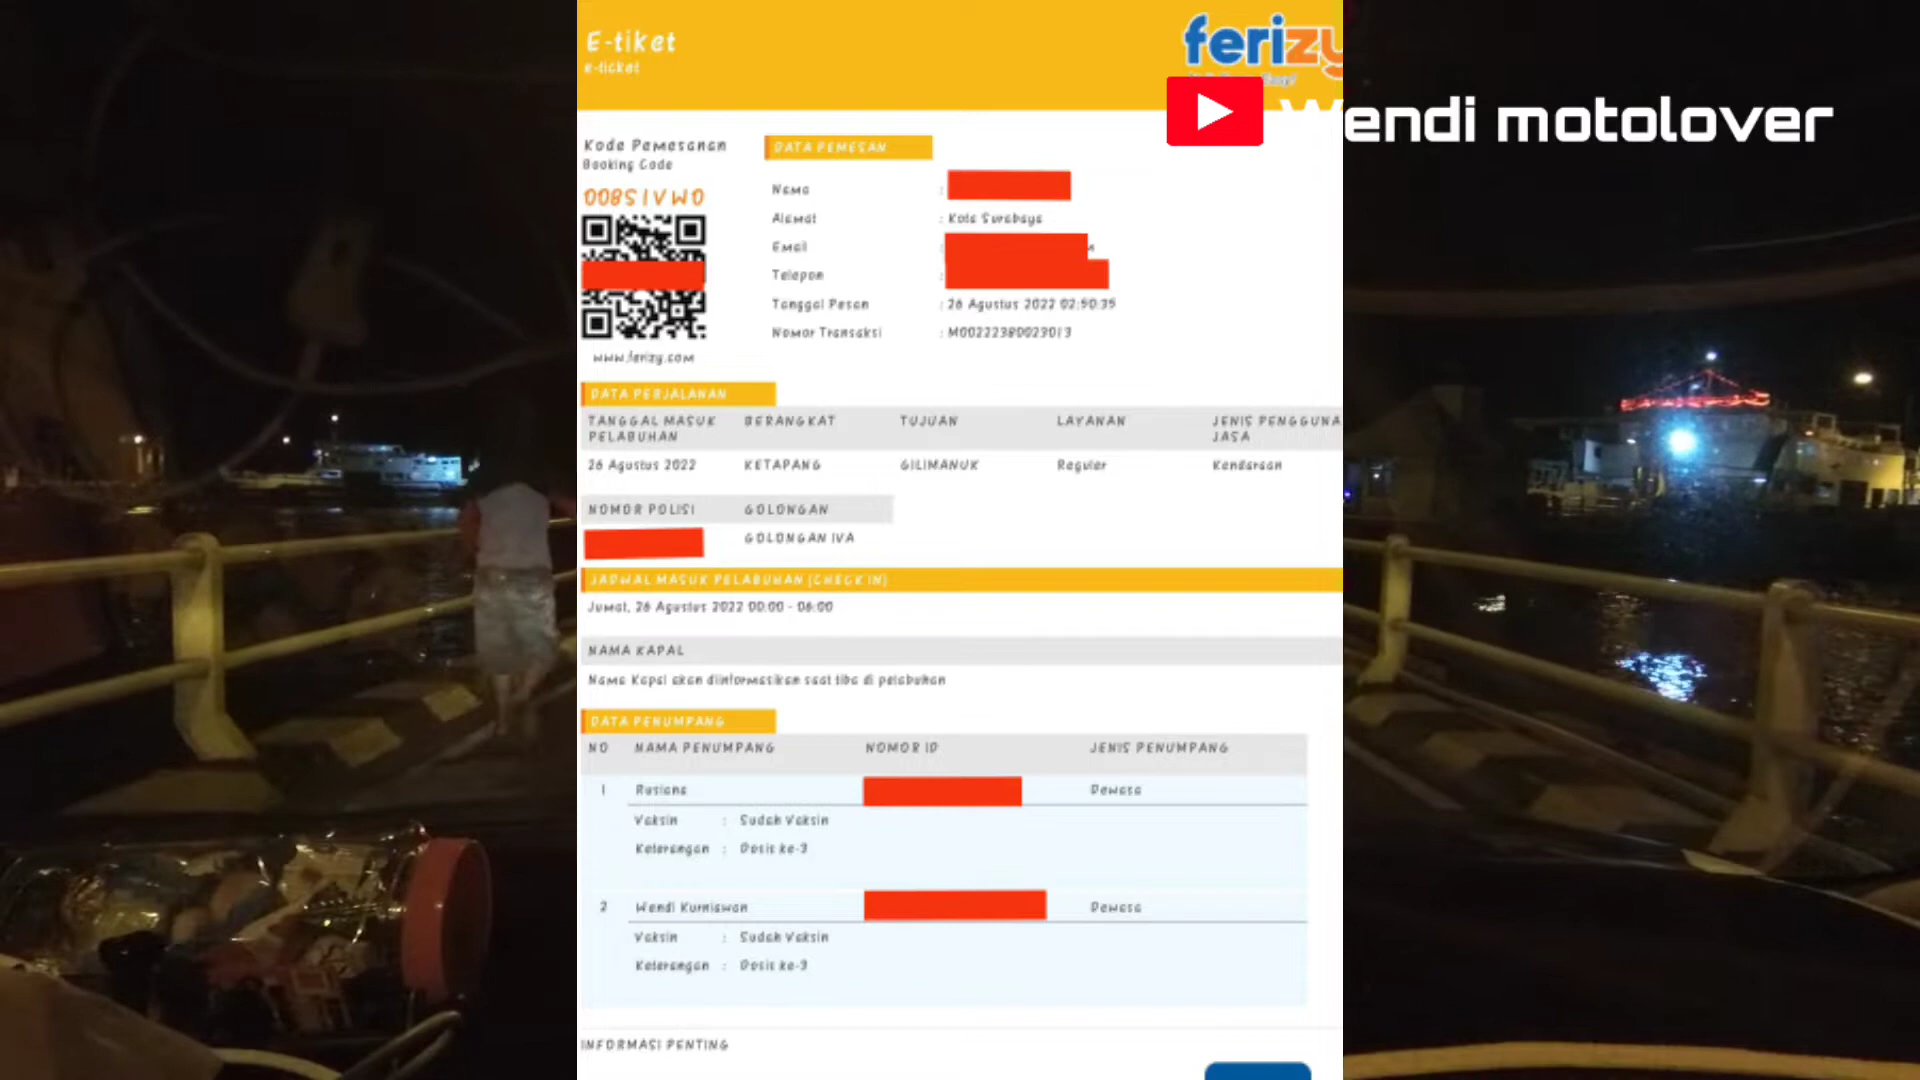 E-tiket
e-ticket
ferizy
Wendi motolover
Kode Pemesanan
Booking Code
DATA PEMESAN
Nama :
Alamat : Kota Surabaya
Email :
Telepon :
Tanggal Pesan : 26 Agustus 2022 02:50:35
Nomor Transaksi : M00222380023013
www.ferizy.com
DATA PERJALANAN
TANGGAL MASUK PELABUHAN BERANGKAT TUJUAN LAYANAN JENIS PENGGUNA JASA
26 Agustus 2022 KETAPANG GILIMANUK Reguler Kendaraan
NOMOR POLISI GOLONGAN
GOLONGAN IVA
JADWAL MASUK PELABUHAN (CHECK IN)
Jumat, 26 Agustus 2022 00:00 - 06:00
NAMA KAPAL
Nama Kapal akan diinformasikan saat tiba di pelabuhan
DATA PENUMPANG
NO NAMA PENUMPANG NOMOR ID JENIS PENUMPANG
1 Rusiana Dewasa
Vaksin : Sudah Vaksin
Keterangan : Dosis ke-3
2 Wendi Kurniawan Dewasa
Vaksin : Sudah Vaksin
Keterangan : Dosis ke-3
INFORMASI PENTING